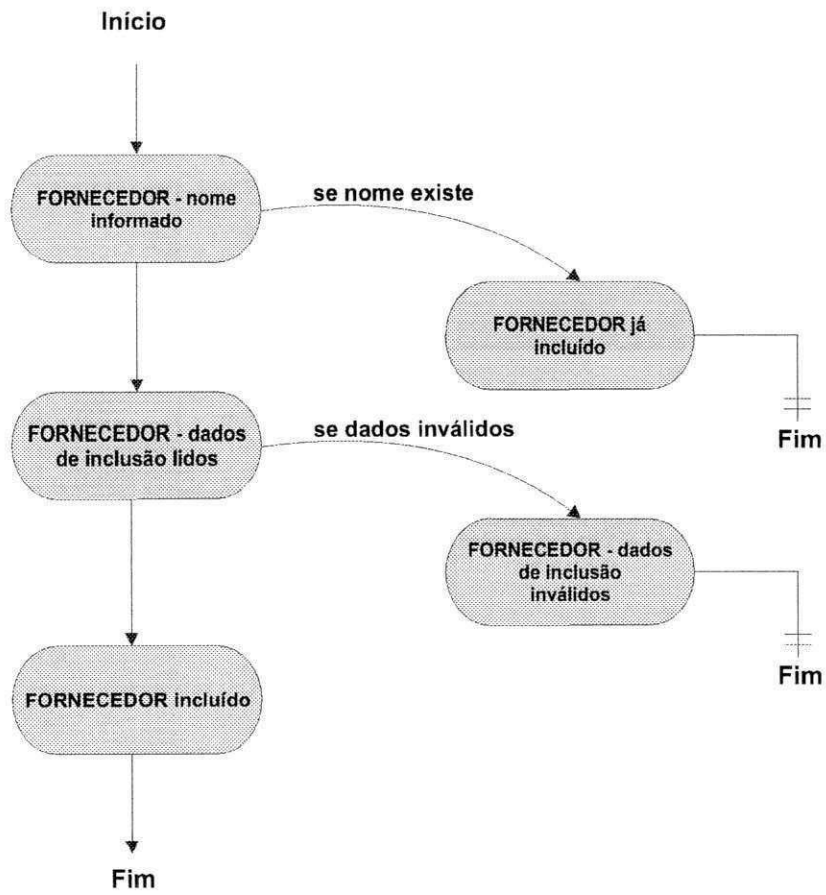 Início
FORNECEDOR - nome
informado
se nome existe
FORNECEDOR já
incluído
Fim
FORNECEDOR - dados
de inclusão lidos
se dados inválidos
FORNECEDOR - dados
de inclusão
inválidos
Fim
FORNECEDOR incluído
Fim